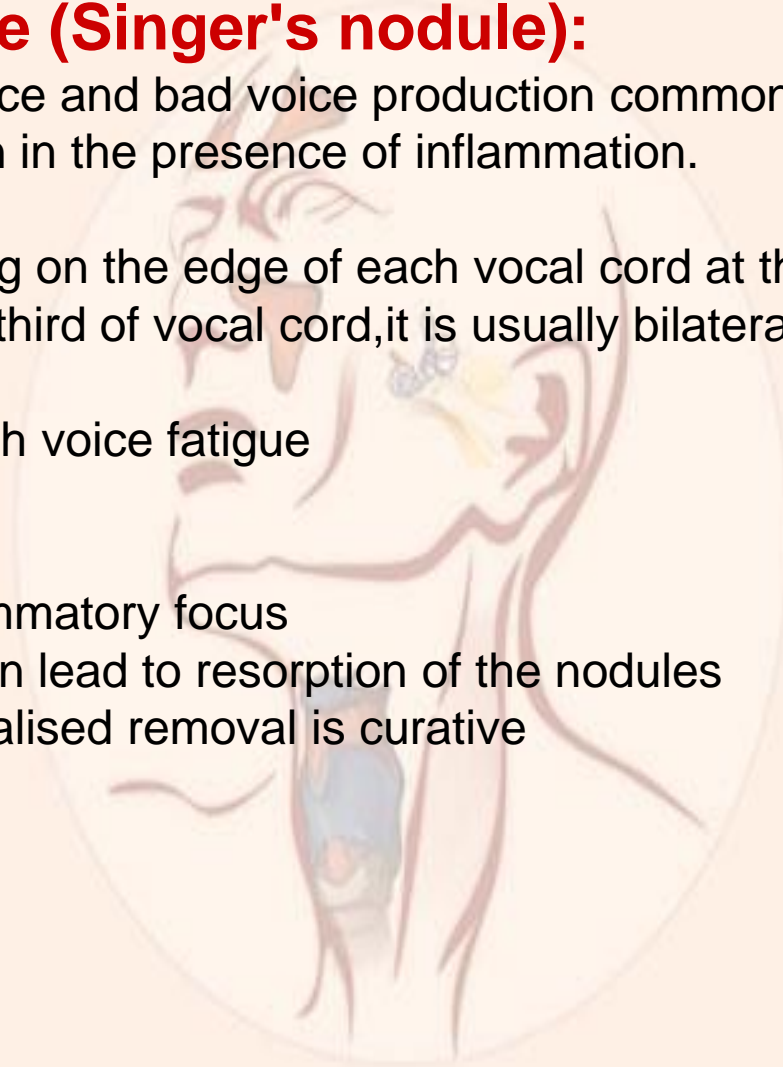 e (Singer's nodule):
ce and bad voice production common
n in the presence of inflammation.
g on the edge of each vocal cord at th
third of vocal cord,it is usually bilatera
h voice fatigue
mmatory focus
n lead to resorption of the nodules
alised removal is curative